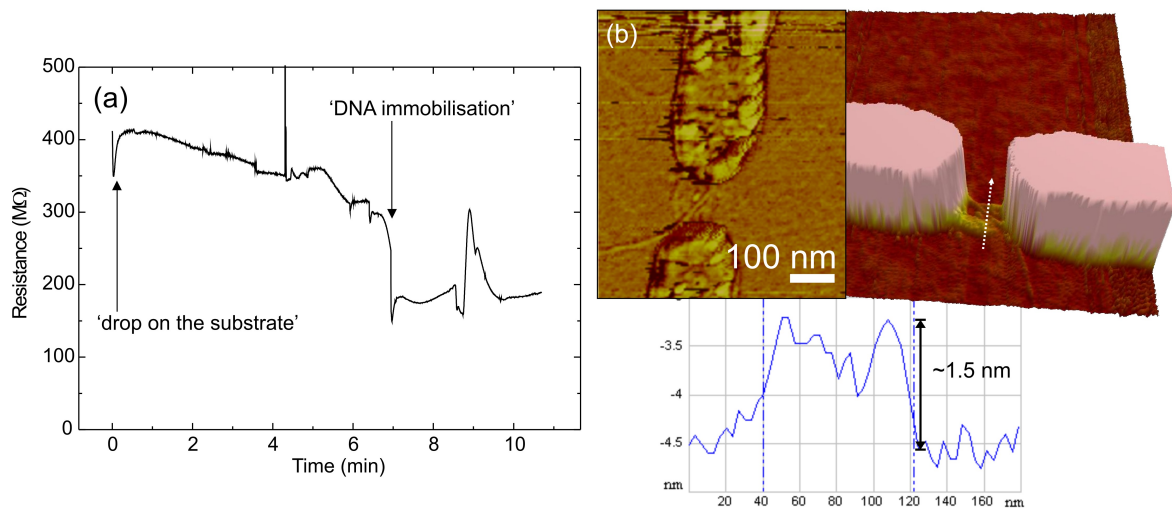 (a)
500
400
300
200
100
0
Resistance (MΩ)
'DNA immobilisation'
'drop on the substrate'
0 2 4 6 8 10
Time (min)
(b)
100 nm
-3.5
-4
-4.5
nm
~1.5 nm
20 40 60 80 100 120 140 160 nm